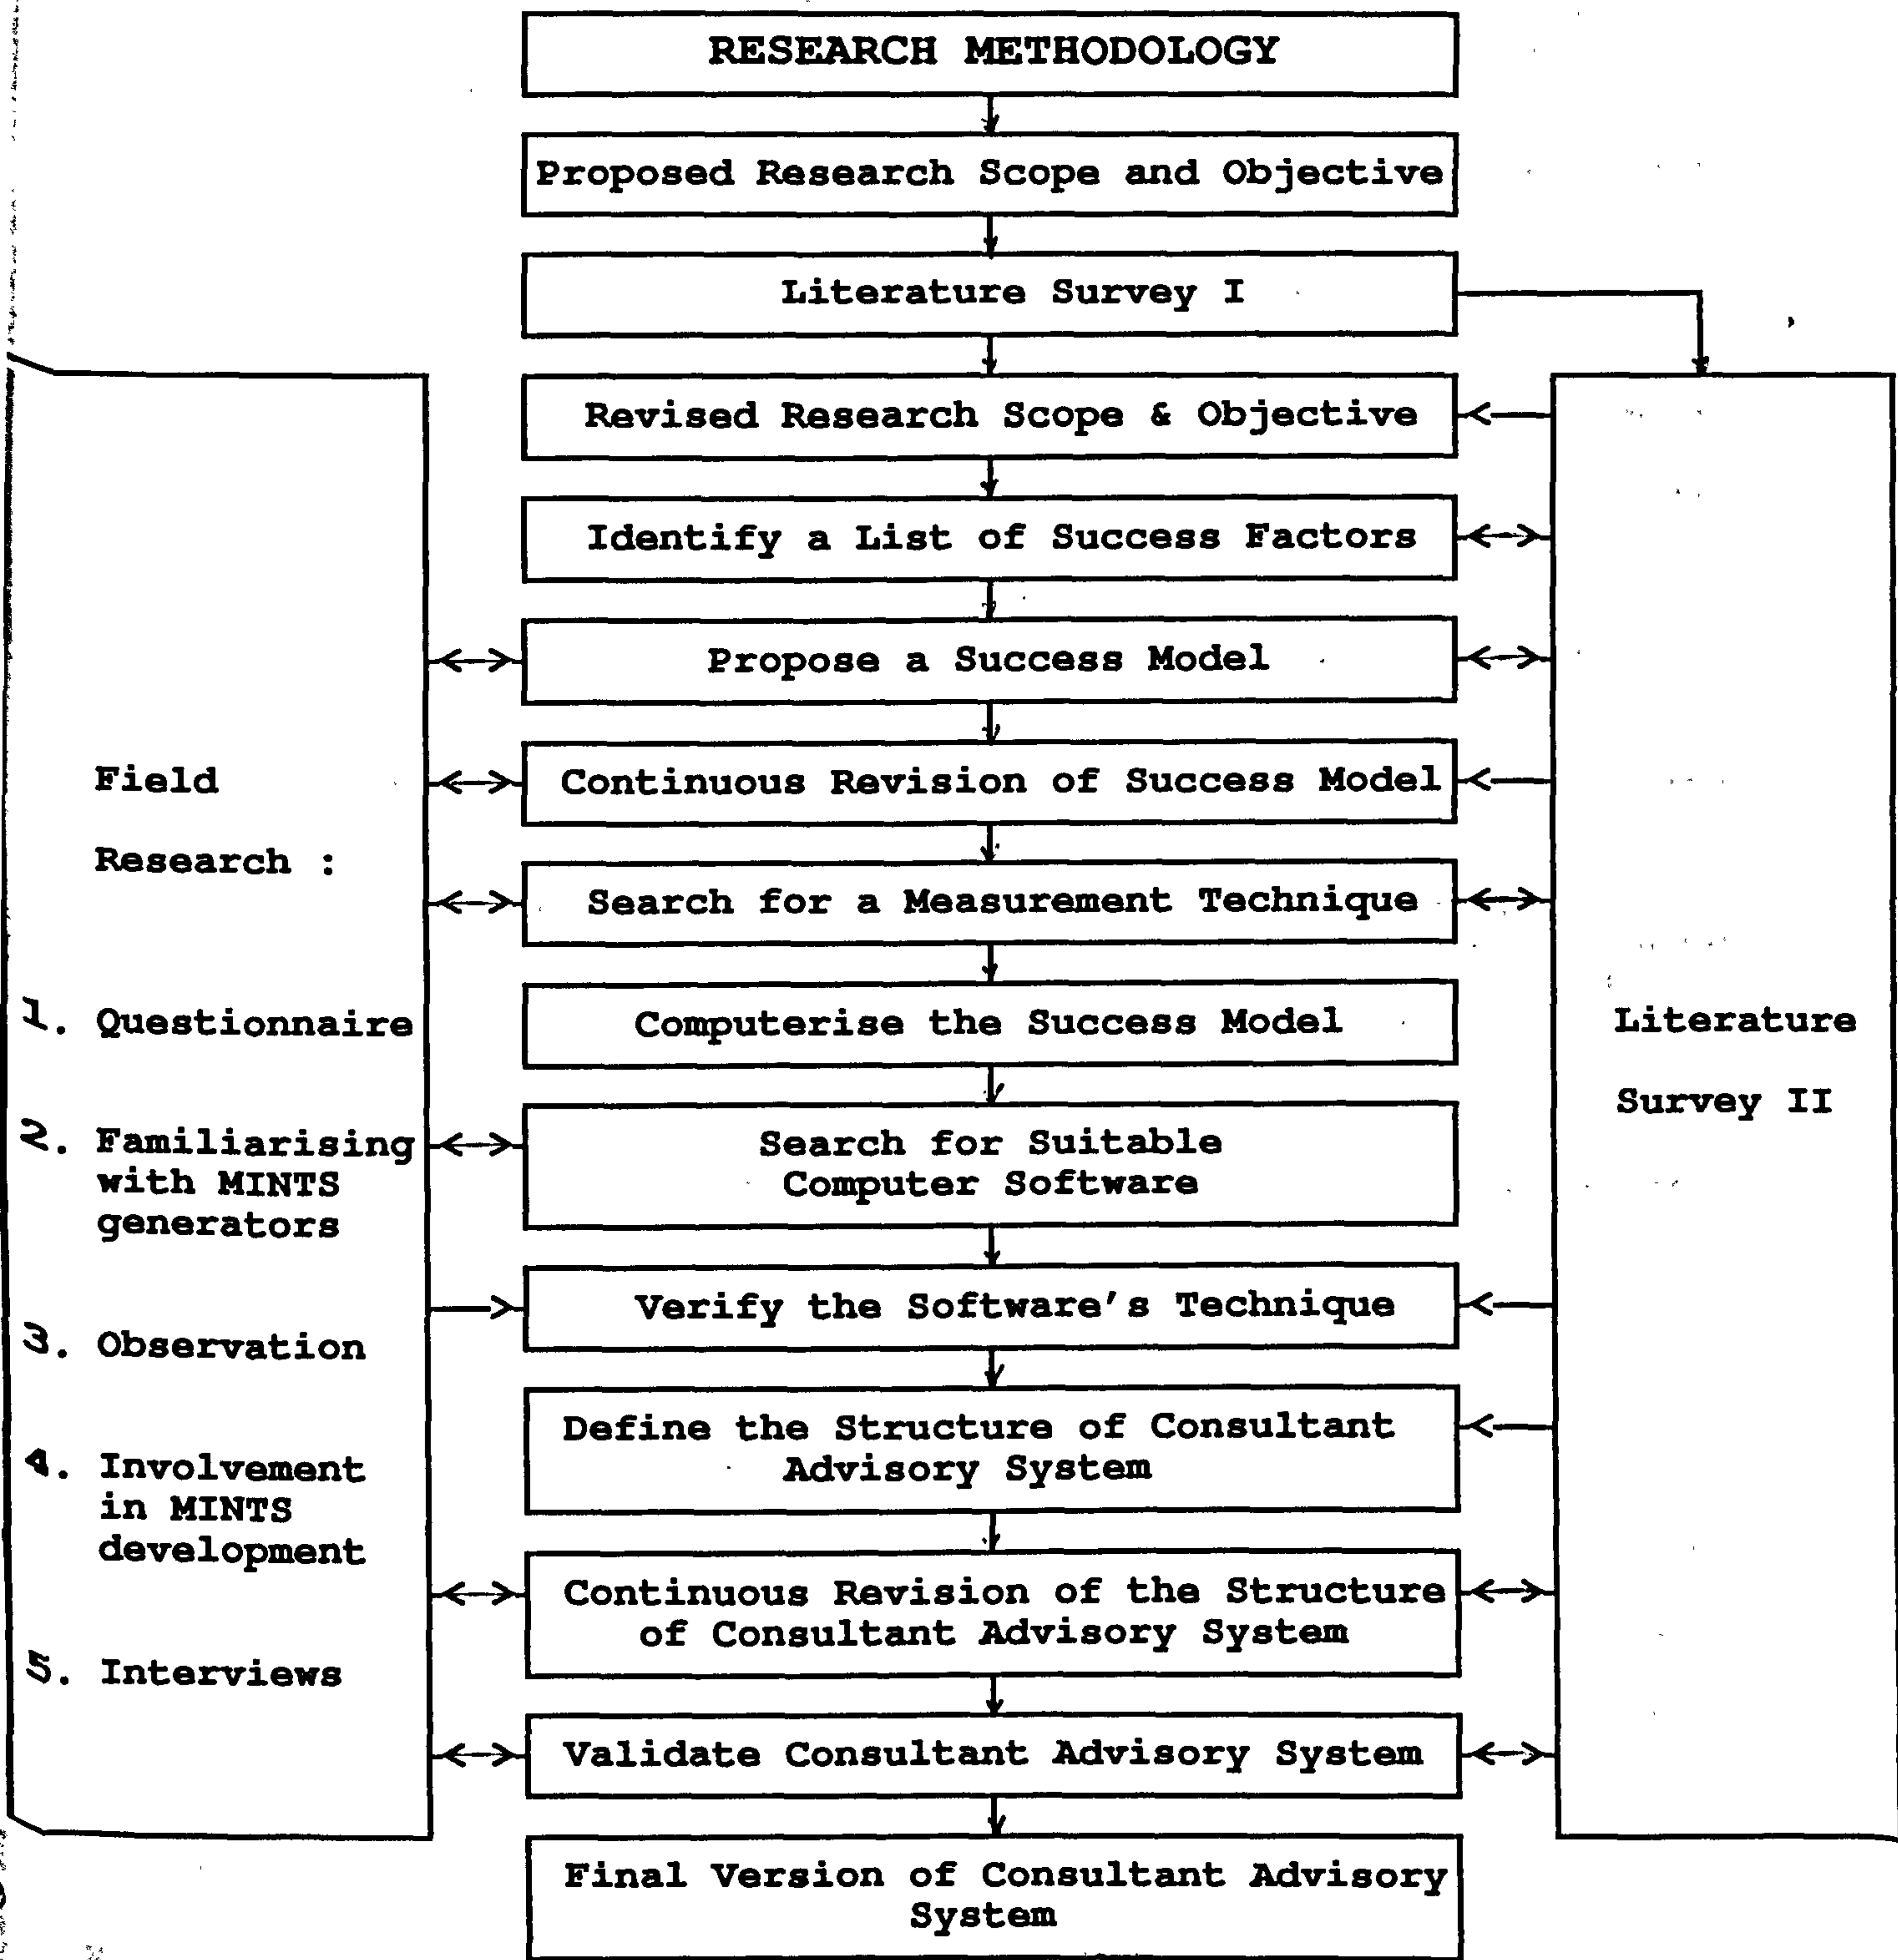 RESEARCH METHODOLOGY
Proposed Research Scope and Objective
Literature Survey I
Revised Research Scope & Objective
Identify a List of Success Factors
Propose a Success Model
Continuous Revision of Success Model
Search for a Measurement Technique
Computerise the Success Model
Search for Suitable
Computer Software
Verify the Software's Technique
Define the Structure of Consultant
Advisory System
Continuous Revision of the Structure
of Consultant Advisory System
Validate Consultant Advisory System
Final Version of Consultant Advisory
System
Field
Research :
1. Questionnaire
2. Familiarising
with MINTS
generators
3. Observation
4. Involvement
in MINTS
development
5. Interviews
Literature
Survey II